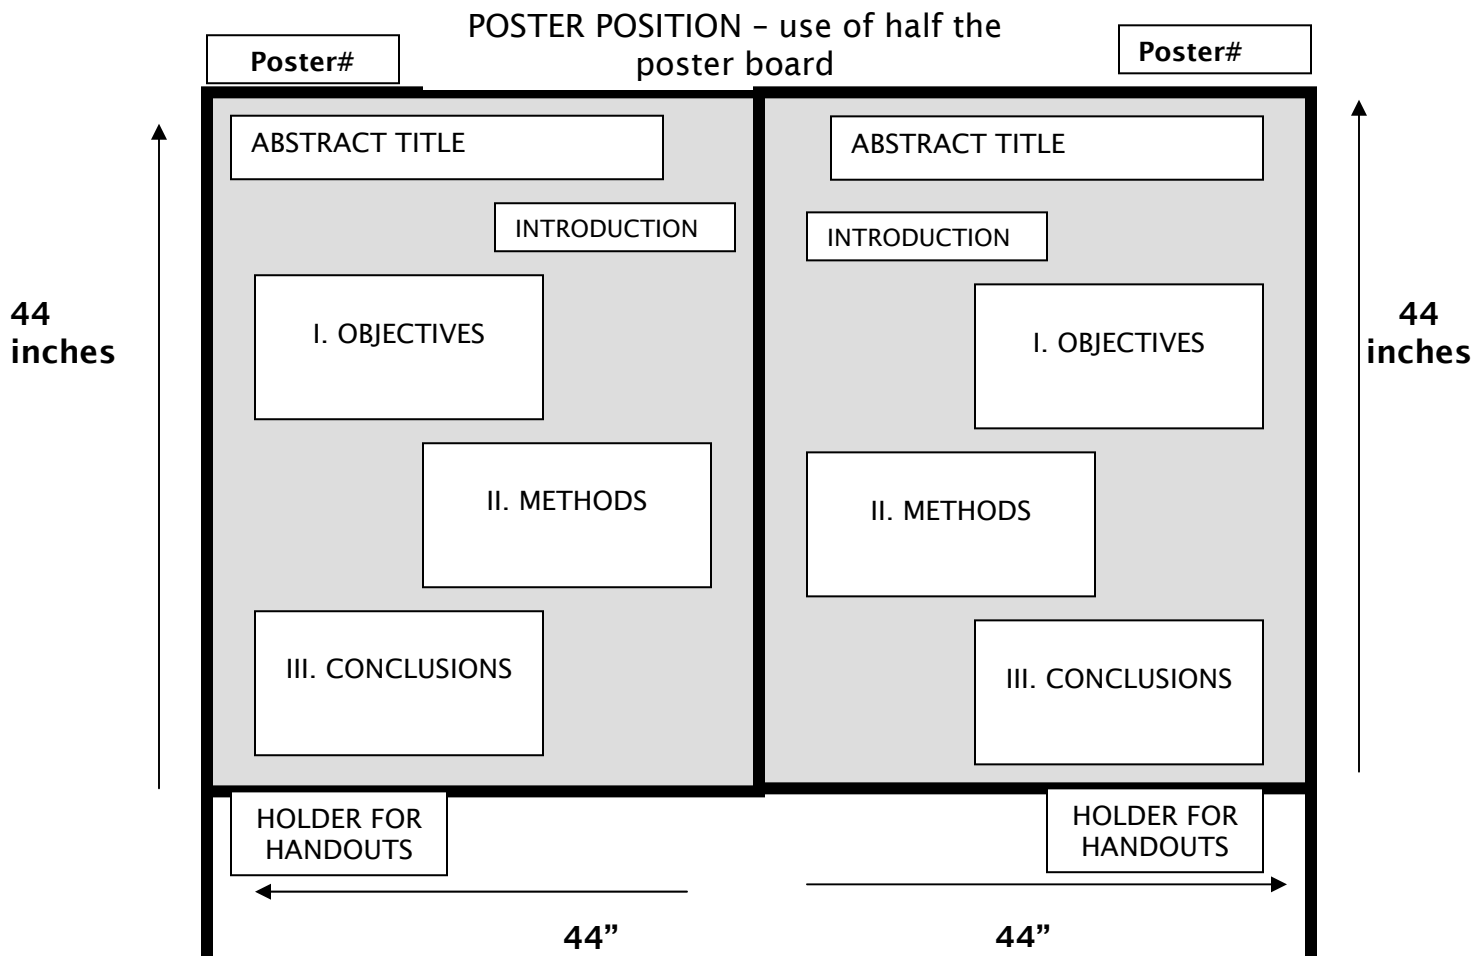 POSTER POSITION – use of half the
poster board
Poster#
Poster#
ABSTRACT TITLE
INTRODUCTION
44
inches
I. OBJECTIVES
II. METHODS
III. CONCLUSIONS
HOLDER FOR
HANDOUTS
44”
ABSTRACT TITLE
INTRODUCTION
I. OBJECTIVES
44
inches
II. METHODS
III. CONCLUSIONS
HOLDER FOR
HANDOUTS
44”